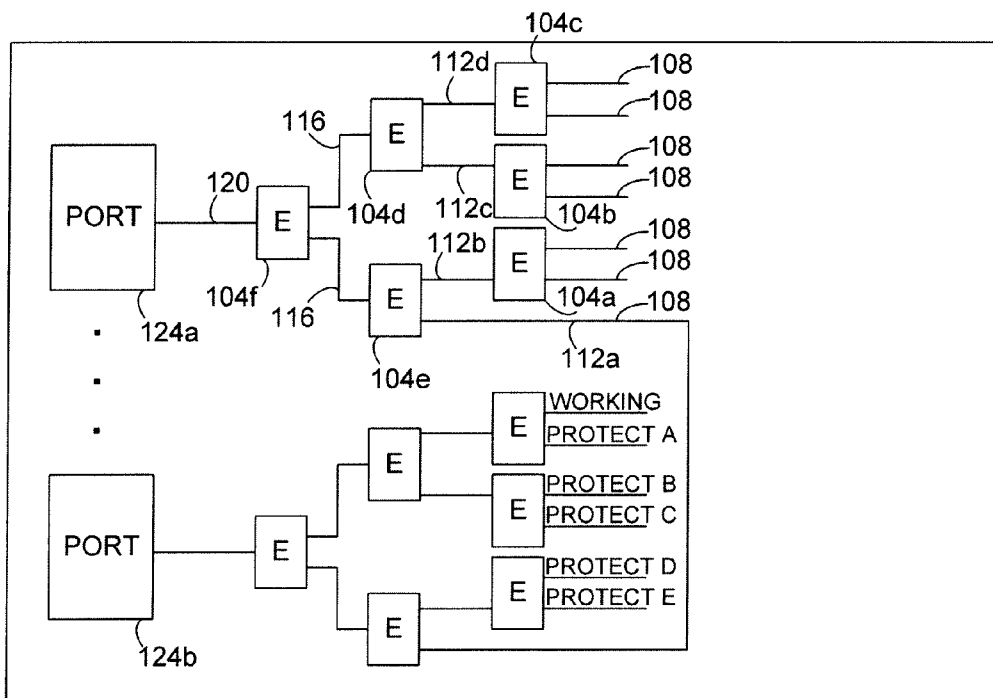 104c
112d
108
E
108
116
E
108
E
120
108
PORT
104d
112c
104b
E
108
112b
E
108
104f
104a
E
108
116
124a
112a
104e
WORKING
E
PROTECT A
E
PROTECT B
E
PROTECT C
PORT
E
PROTECT D
E
PROTECT E
E
124b